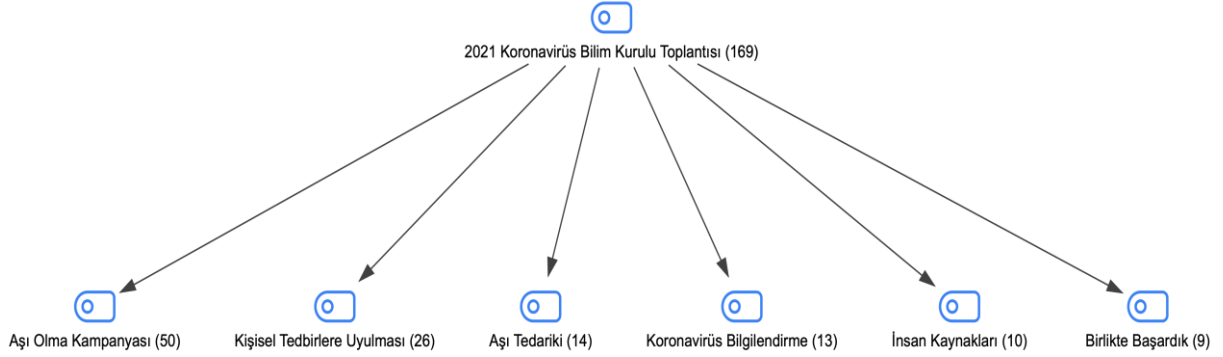 2021 Koronavirüs Bilim Kurulu Toplantısı (169)
Aşı Olma Kampanyası (50)
Kişisel Tedbirlere Uyulması (26)
Aşı Tedariki (14)
Koronavirüs Bilgilendirme (13)
İnsan Kaynakları (10)
Birlikte Başardık (9)